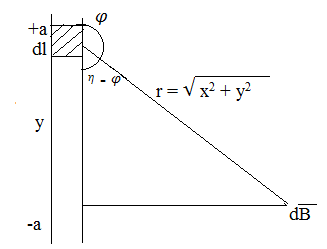 φ
+a
dl
η - φ
r = √x² + y²
y
dB
-a